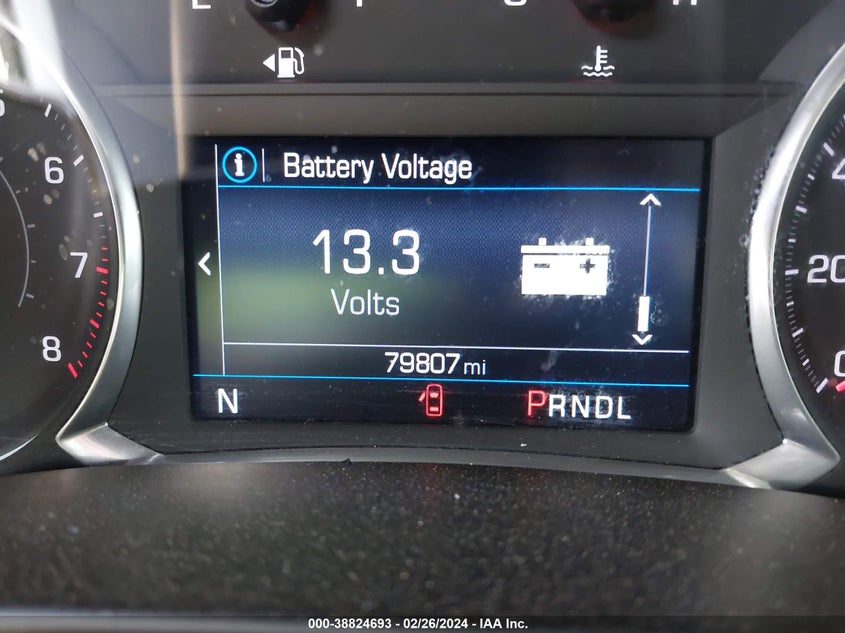 Battery Voltage
13.3
Volts
79807 mi
N
PRNDL
6
7
8
20
000-38824693 - 02/26/2024 - IAA Inc.